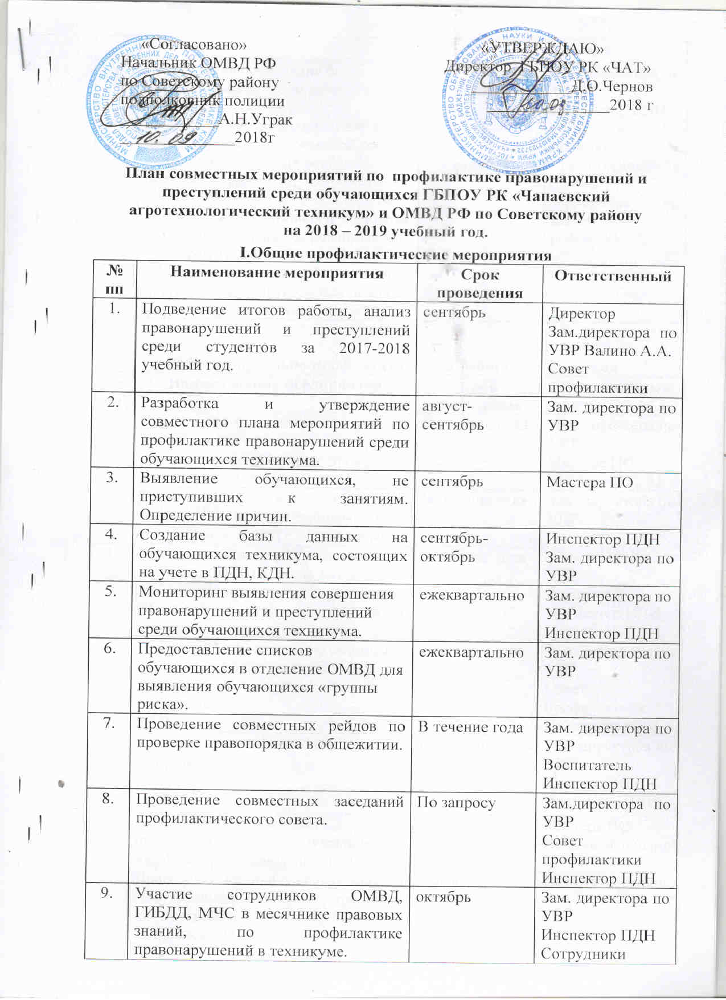 «Согласовано»
Начальник ОМВД РФ
по Советскому району
подполковник полиции
А.Н.Уграк
10. 09 2018г
«УТВЕРЖДАЮ»
Директор ГБПОУ РК «ЧАТ»
Д.О.Чернов
10.09 2018 г
План совместных мероприятий по профилактике правонарушений и
преступлений среди обучающихся ГБПОУ РК «Чапаевский
агротехнологический техникум» и ОМВД РФ по Советскому району
на 2018 – 2019 учебный год.
I.Общие профилактические мероприятия
№
пп
Наименование мероприятия
Срок
проведения
Ответственный
1.
Подведение итогов работы, анализ
правонарушений и преступлений
среди студентов за 2017-2018
учебный год.
сентябрь
Директор
Зам.директора по
УВР Валино А.А.
Совет
профилактики
2.
Разработка и утверждение
совместного плана мероприятий по
профилактике правонарушений среди
обучающихся техникума.
август-
сентябрь
Зам. директора по
УВР
3.
Выявление обучающихся, не
приступивших к занятиям.
Определение причин.
сентябрь
Мастера ПО
4.
Создание базы данных на
обучающихся техникума, состоящих
на учете в ПДН, КДН.
сентябрь-
октябрь
Инспектор ПДН
Зам. директора по
УВР
5.
Мониторинг выявления совершения
правонарушений и преступлений
среди обучающихся техникума.
ежеквартально
Зам. директора по
УВР
Инспектор ПДН
6.
Предоставление списков
обучающихся в отделение ОМВД для
выявления обучающихся «группы
риска».
ежеквартально
Зам. директора по
УВР
7.
Проведение совместных рейдов по
проверке правопорядка в общежитии.
В течение года
Зам. директора по
УВР
Воспитатель
Инспектор ПДН
8.
Проведение совместных заседаний
профилактического совета.
По запросу
Зам.директора по
УВР
Совет
профилактики
Инспектор ПДН
9.
Участие сотрудников ОМВД,
ГИБДД, МЧС в месячнике правовых
знаний, по профилактике
правонарушений в техникуме.
октябрь
Зам. директора по
УВР
Инспектор ПДН
Сотрудники